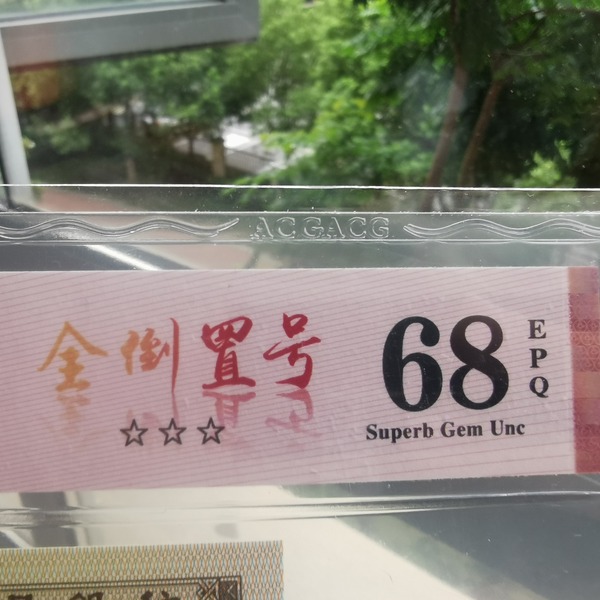 ACGACG
全倒置号
☆☆☆
68
EPQ
Superb Gem Unc